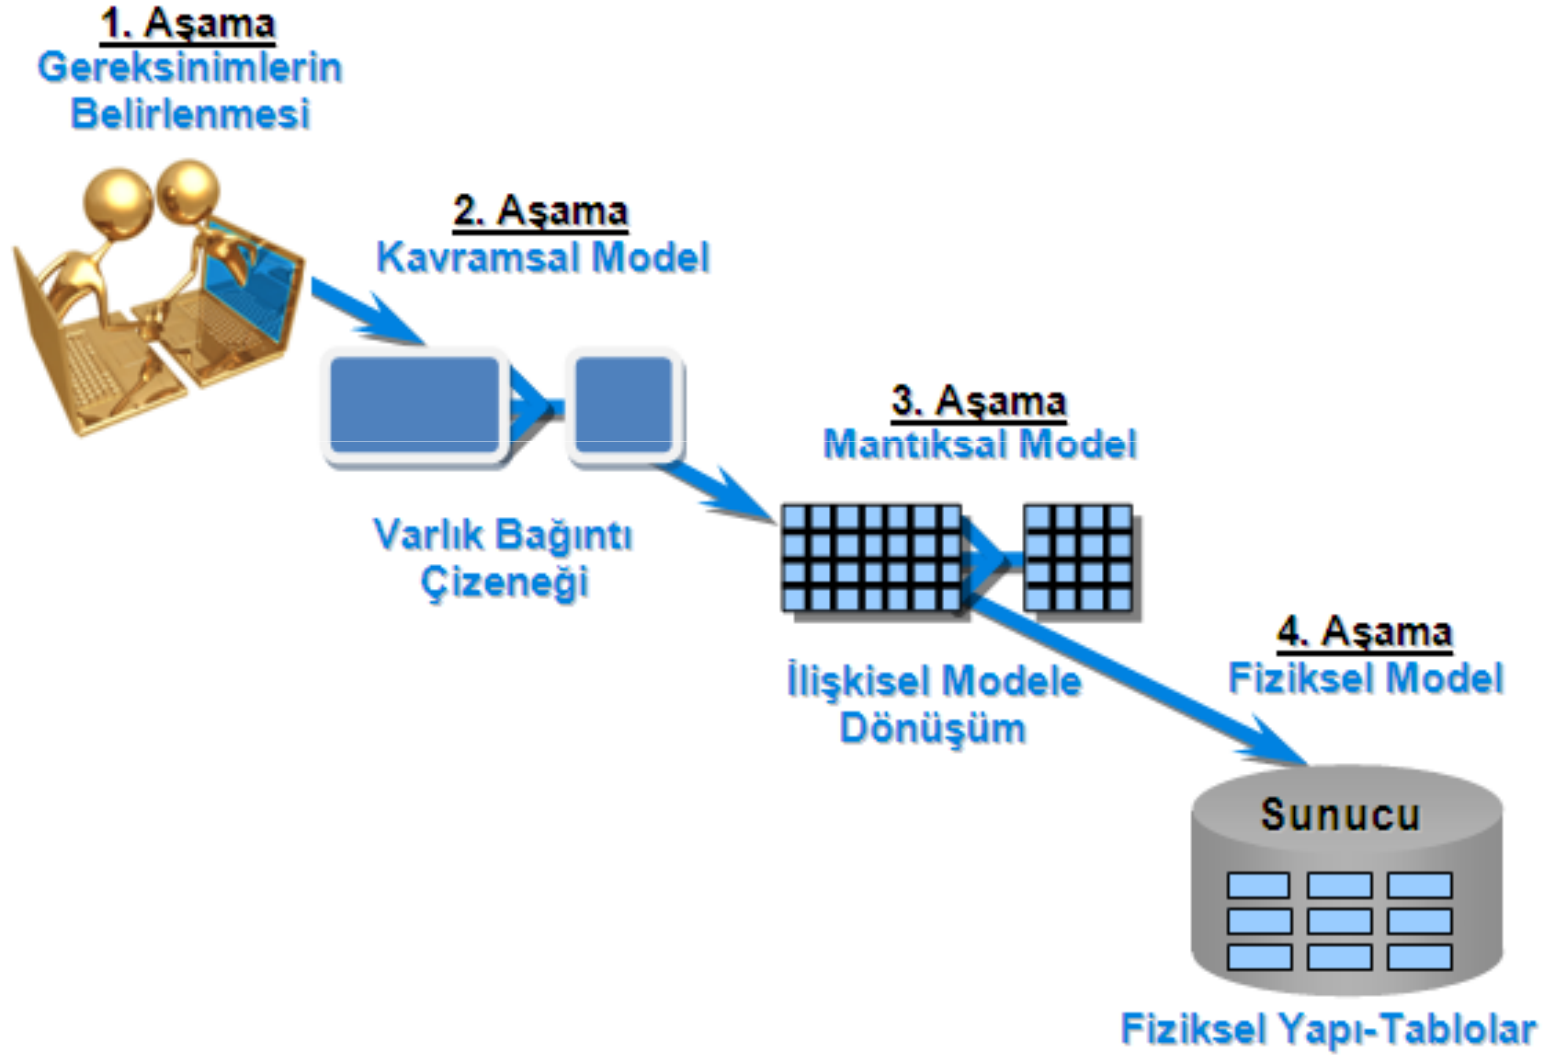 1. Aşama
Gereksinimlerin
Belirlenmesi
2. Aşama
Kavramsal Model
Varlık Bağıntı
Çizeneği
3. Aşama
Mantıksal Model
İlişkisel Modele
Dönüşüm
4. Aşama
Fiziksel Model
Sunucu
Fiziksel Yapı-Tablolar